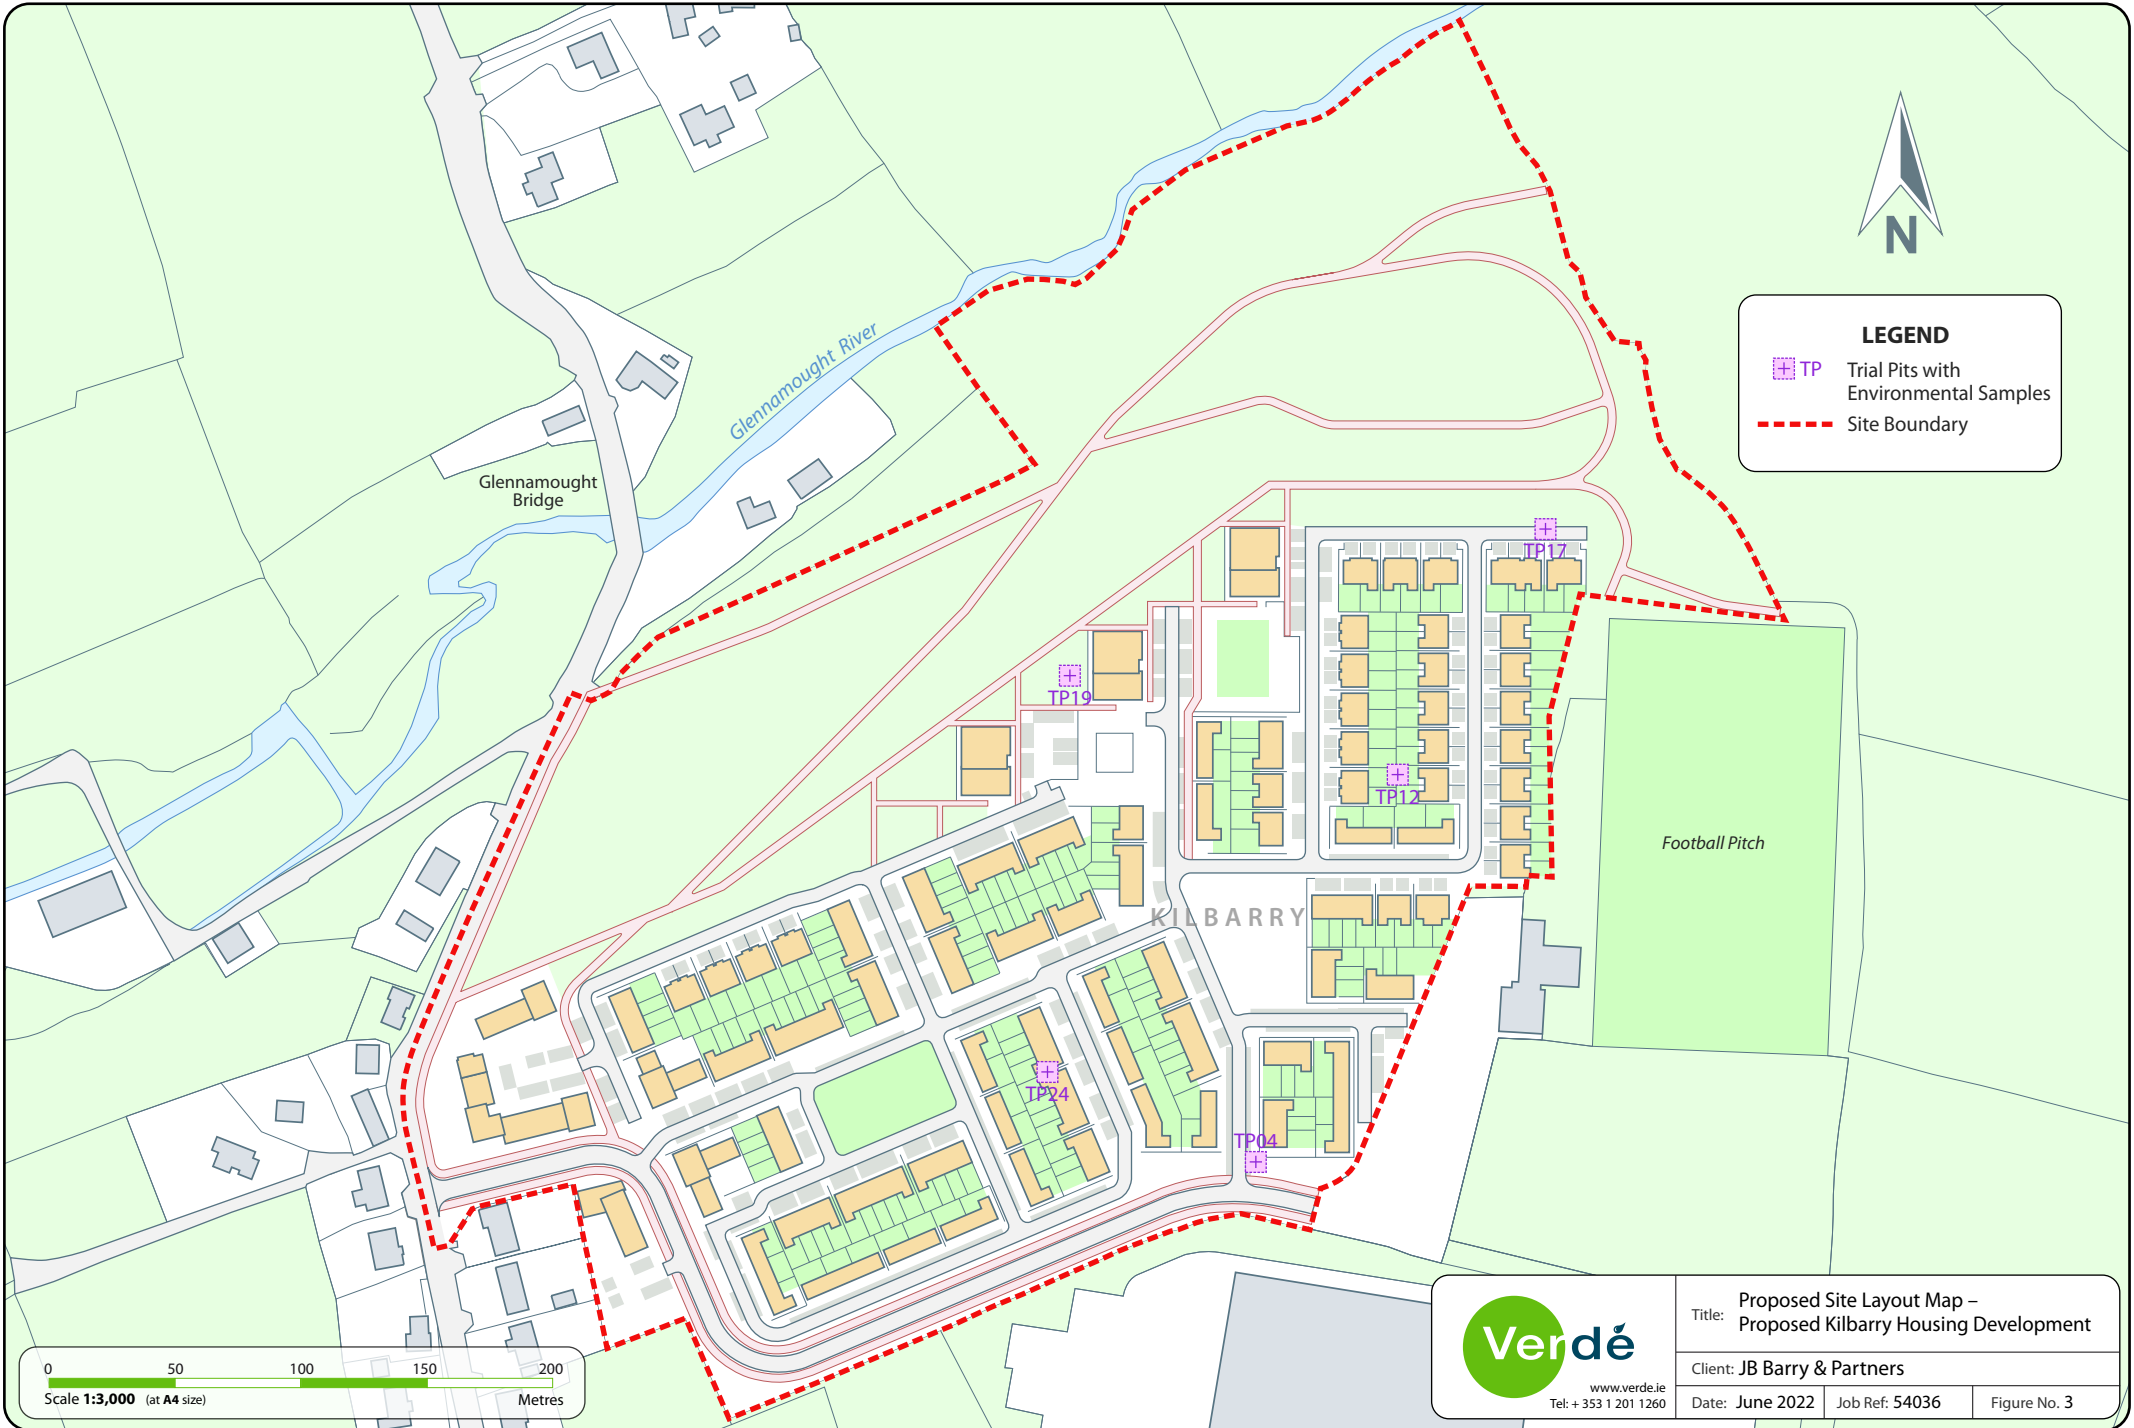 N
LEGEND
TP Trial Pits with
Environmental Samples
Site Boundary
Glennamought River
Glennamought
Bridge
TP17
TP19
TP12
Football Pitch
KILBARRY
TP24
TP04
0 50 100 150 200
Scale 1:3,000 (at A4 size) Metres
Verdé
www.verde.ie
Tel: + 353 1 201 1260
Title: Proposed Site Layout Map –
Proposed Kilbarry Housing Development
Client: JB Barry & Partners
Date: June 2022 Job Ref: 54036 Figure No. 3